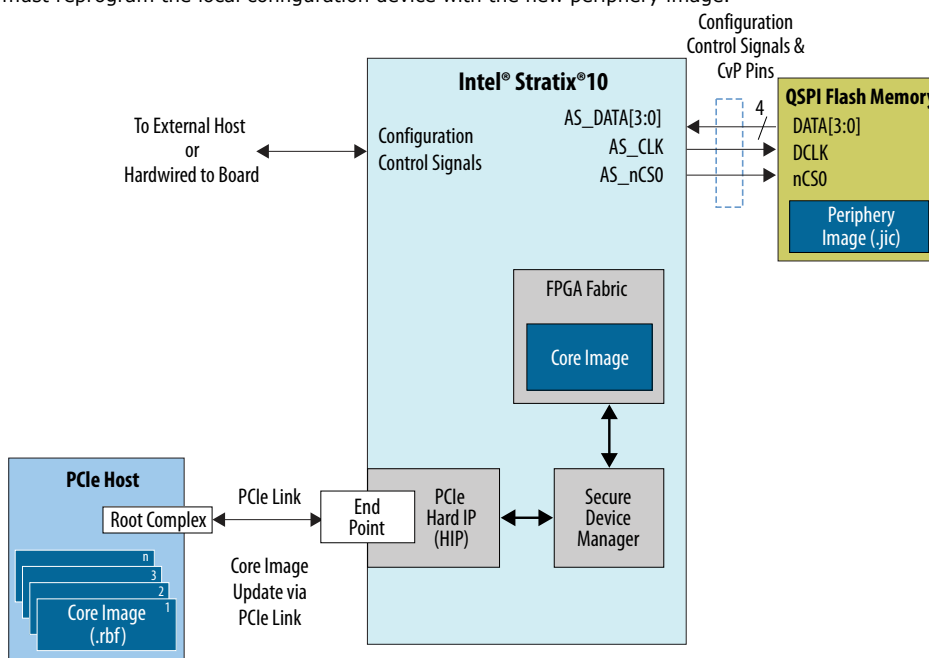 must reprogram the local configuration device with the new periphery image.
Configuration
Control Signals &
CvP Pins
Intel® Stratix®10
QSPI Flash Memory
To External Host
or
Hardwired to Board
Configuration
Control Signals
AS_DATA[3:0]
AS_CLK
AS_nCS0
4
DATA[3:0]
DCLK
nCS0
Periphery
Image (.jic)
FPGA Fabric
Core Image
PCIe Host
Root Complex
PCIe Link
End
Point
PCIe
Hard IP
(HIP)
Secure
Device
Manager
n
3
2
1
Core Image
(.rbf)
Core Image
Update via
PCIe Link